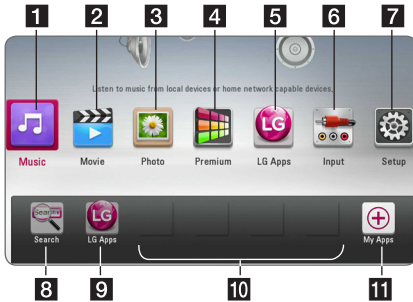 1 2 3 4 5 6 7
Listen to music from local devices or home network capable devices.
LG
Music Movie Photo Premium LG Apps Input Setup
Search LG
Search LG Apps My Apps
8 9 10 11